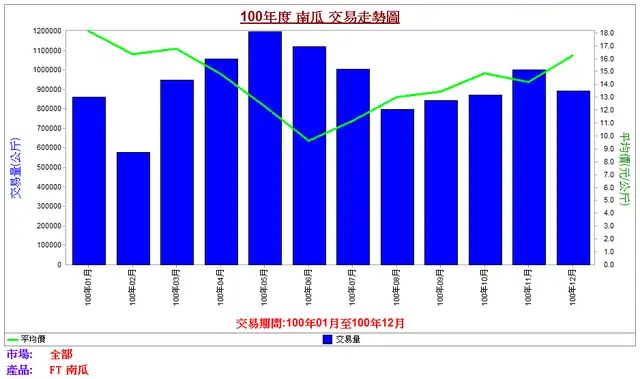 100年度 南瓜 交易走勢圖
交易量(公斤)
1200000
1100000
1000000
900000
800000
700000
600000
500000
400000
300000
200000
100000
0
18.0
17.0
16.0
15.0
14.0
13.0
12.0
11.0
10.0
9.0
8.0
7.0
6.0
5.0
4.0
3.0
2.0
1.0
0.0
平均價(元/公斤)
100年01月
100年02月
100年03月
100年04月
100年05月
100年06月
100年07月
100年08月
100年09月
100年10月
100年11月
100年12月
交易期間:100年01月至100年12月
平均價
交易量
市場: 全部
產品: FT 南瓜